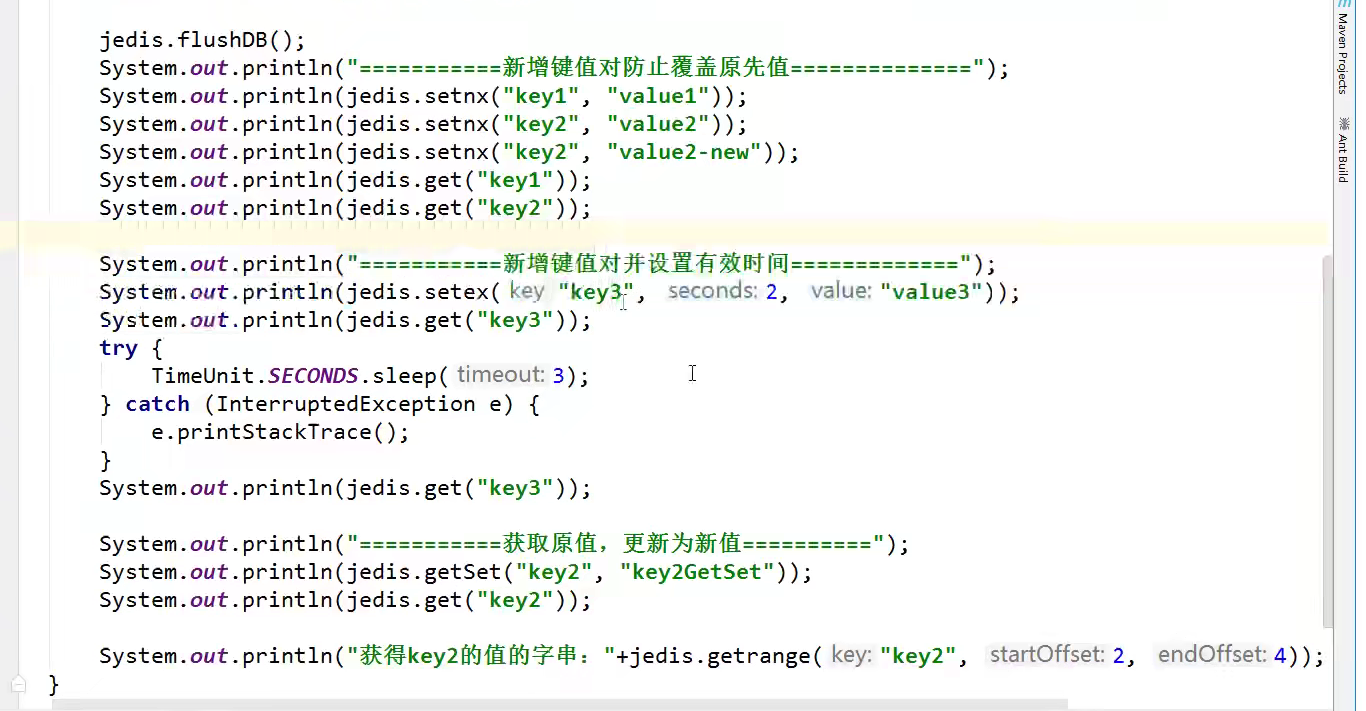 jedis.flushDB();
System.out.println("===========新增键值对防止覆盖原先值==============");
System.out.println(jedis.setnx("key1", "value1"));
System.out.println(jedis.setnx("key2", "value2"));
System.out.println(jedis.setnx("key2", "value2-new"));
System.out.println(jedis.get("key1"));
System.out.println(jedis.get("key2"));
System.out.println("===========新增键值对并设置有效时间=============");
System.out.println(jedis.setex( key "key3", seconds: 2, value: "value3"));
System.out.println(jedis.get("key3"));
try {
TimeUnit.SECONDS.sleep( timeout: 3);
} catch (InterruptedException e) {
e.printStackTrace();
}
System.out.println(jedis.get("key3"));
System.out.println("===========获取原值，更新为新值==========");
System.out.println(jedis.getSet("key2", "key2GetSet"));
System.out.println(jedis.get("key2"));
System.out.println("获得key2的值的字串："+jedis.getrange( key: "key2", startOffset: 2, endOffset: 4));
}
m Maven Projects
Ant Build